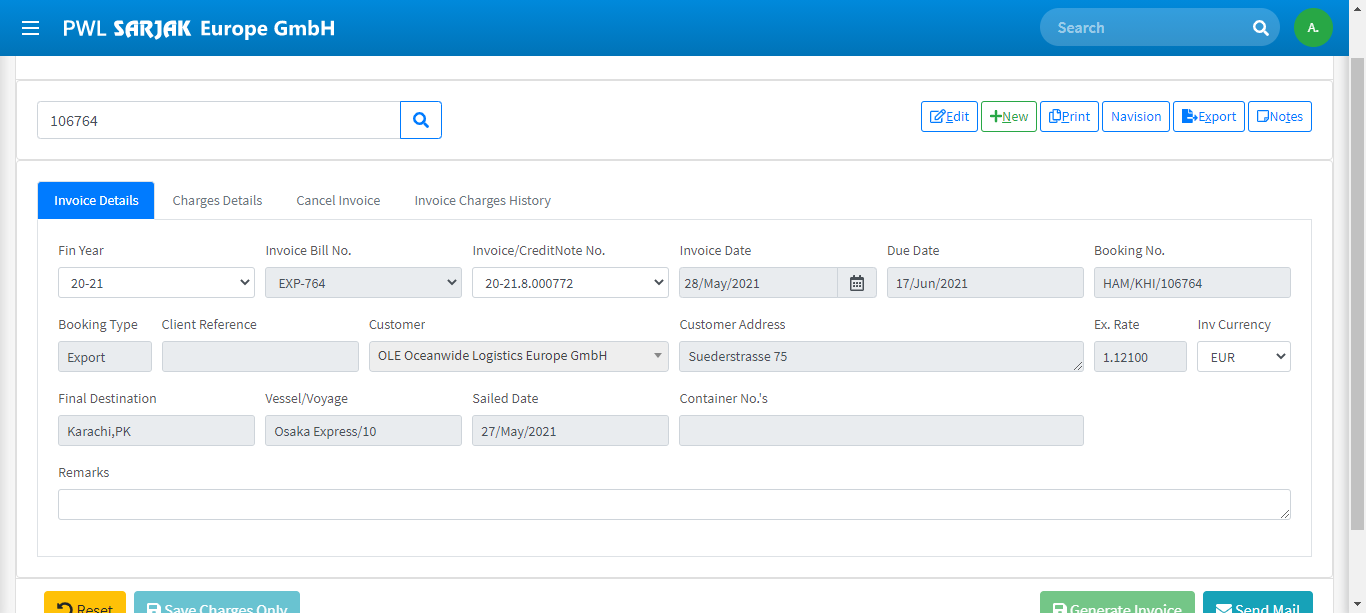 PWL SARJAK Europe GmbH
Search
A.
106764
Edit
New
Print
Navision
Export
Notes
Invoice Details
Charges Details
Cancel Invoice
Invoice Charges History
Fin Year
Invoice Bill No.
Invoice/CreditNote No.
Invoice Date
Due Date
Booking No.
20-21
EXP-764
20-21.8.000772
28/May/2021
17/Jun/2021
HAM/KHI/106764
Booking Type
Client Reference
Customer
Customer Address
Ex. Rate
Inv Currency
Export
OLE Oceanwide Logistics Europe GmbH
Suederstrasse 75
1.12100
EUR
Final Destination
Vessel/Voyage
Sailed Date
Container No.'s
Karachi,PK
Osaka Express/10
27/May/2021
Remarks
Reset
Save Charges Only
Generate Invoice
Send Mail